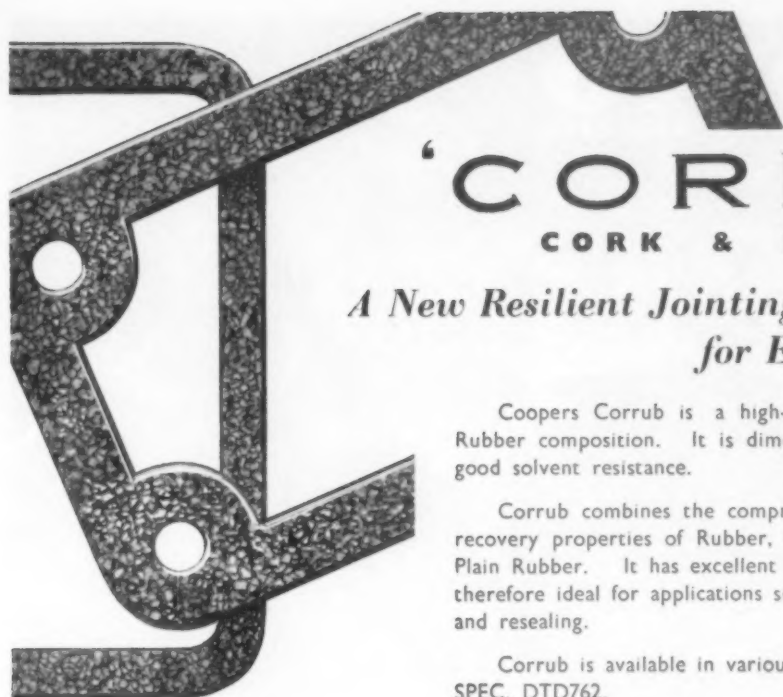 ‘COR
CORK &
A New Resilient Jointing
for E
Coopers Corrub is a high-
Rubber composition. It is dim
good solvent resistance.
Corrub combines the compr
recovery properties of Rubber,
Plain Rubber. It has excellent
therefore ideal for applications s
and resealing.
Corrub is available in variou
SPEC. DTD762.